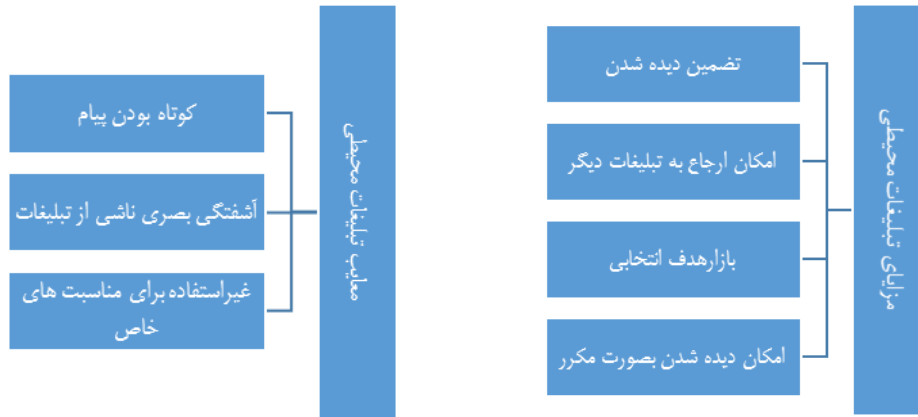 مزایای تبلیغات محیطی
تضمین دیده شدن
امکان ارجاع به تبلیغات دیگر
بازارهدف انتخابی
امکان دیده شدن بصورت مکرر
معایب تبلیغات محیطی
کوتاه بودن پیام
آشفتگی بصری ناشی از تبلیغات
غیراستفاده برای مناسبت های
خاص